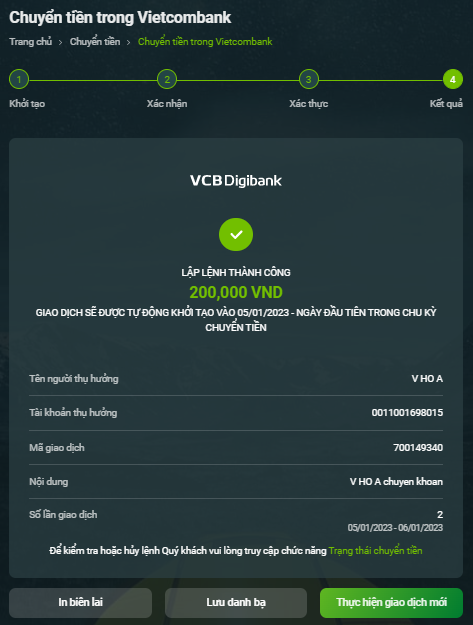 Chuyển tiền trong Vietcombank
Trang chủ > Chuyển tiền > Chuyển tiền trong Vietcombank
1 2 3 4
Khởi tạo Xác nhận Xác thực Kết quả
VCB Digibank
LẬP LỆNH THÀNH CÔNG
200,000 VND
GIAO DỊCH SẼ ĐƯỢC TỰ ĐỘNG KHỞI TẠO VÀO 05/01/2023 - NGÀY ĐẦU TIÊN TRONG CHU KỲ
CHUYỂN TIỀN
Tên người thụ hưởng V HO A
Tài khoản thụ hưởng 0011001698015
Mã giao dịch 700149340
Nội dung V HO A chuyen khoan
Số lần giao dịch 2
05/01/2023 - 06/01/2023
Để kiểm tra hoặc hủy lệnh Quý khách vui lòng truy cập chức năng Trạng thái chuyển tiền
In biên lai Lưu danh bạ Thực hiện giao dịch mới